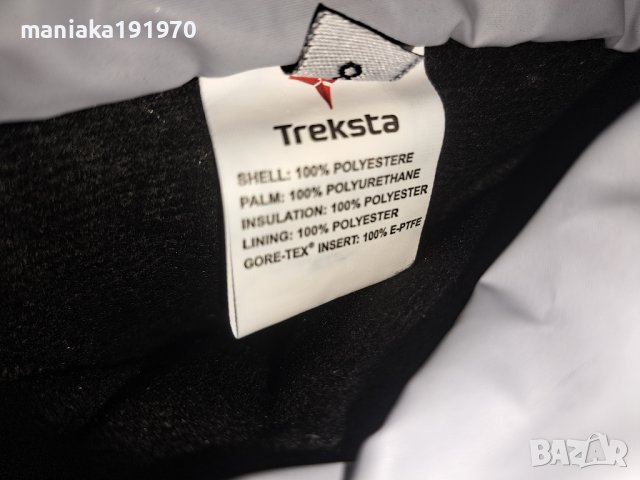 maniaka191970
Treksta
SHELL: 100% POLYESTERE
PALM: 100% POLYURETHANE
INSULATION: 100% POLYESTER
LINING: 100% POLYESTER
GORE-TEX® INSERT: 100% E-PTFE
BAZAR